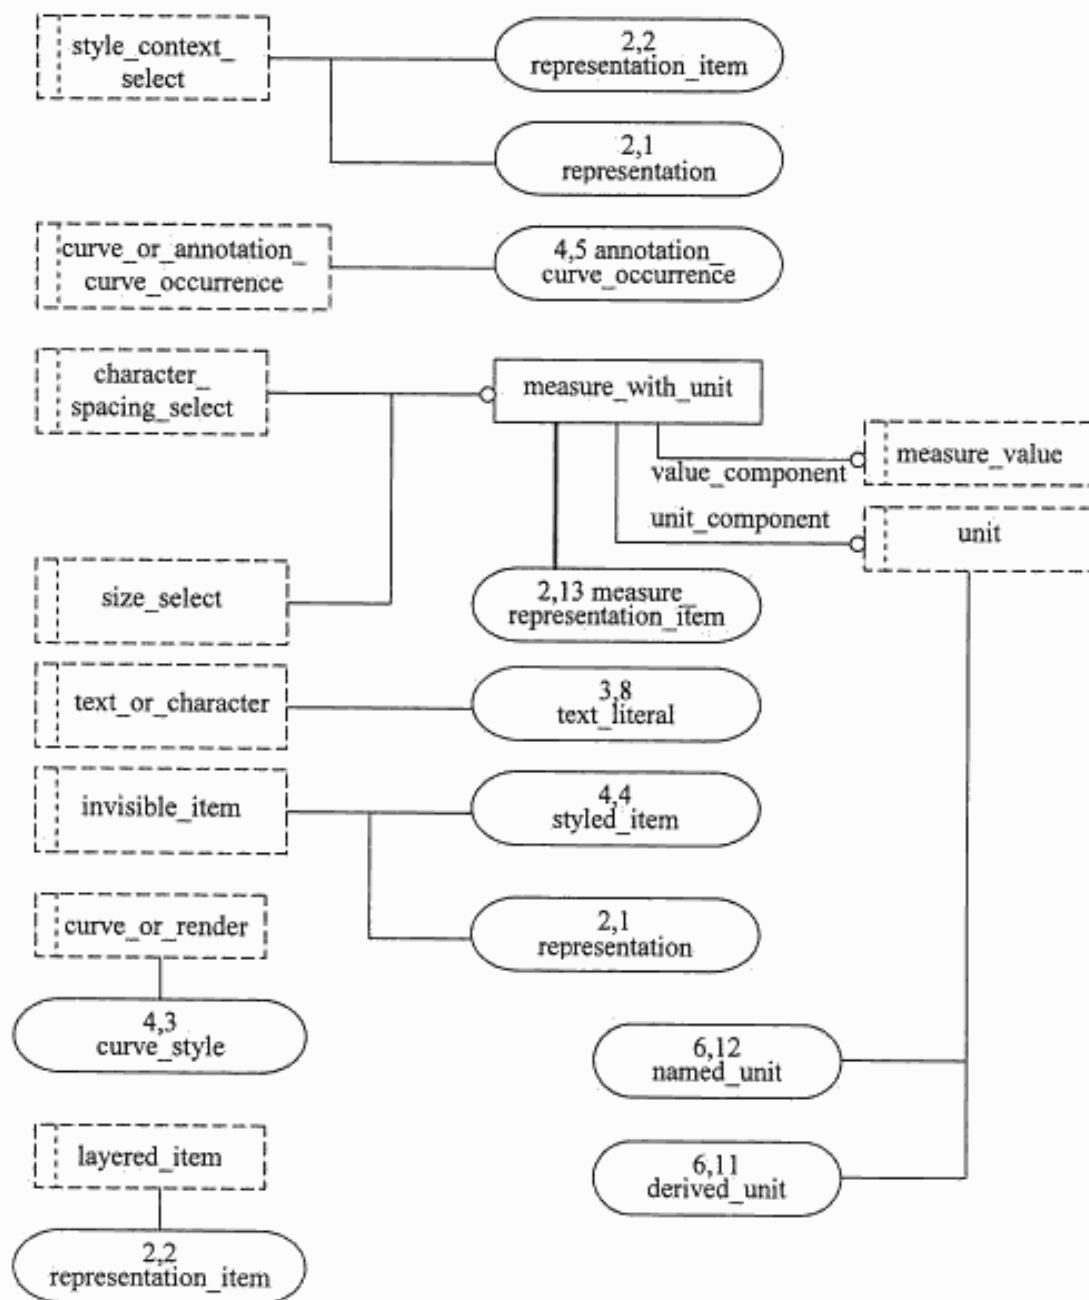 style_context_
select
2,2
representation_item
2,1
representation
curve_or_annotation_
curve_occurrence
4,5 annotation_
curve_occurrence
character_
spacing_select
measure_with_unit
measure_value
value_component
unit_component
unit
size_select
2,13 measure_
representation_item
text_or_character
3,8
text_literal
invisible_item
4,4
styled_item
curve_or_render
2,1
representation
4,3
curve_style
6,12
named_unit
layered_item
6,11
derived_unit
2,2
representation_item